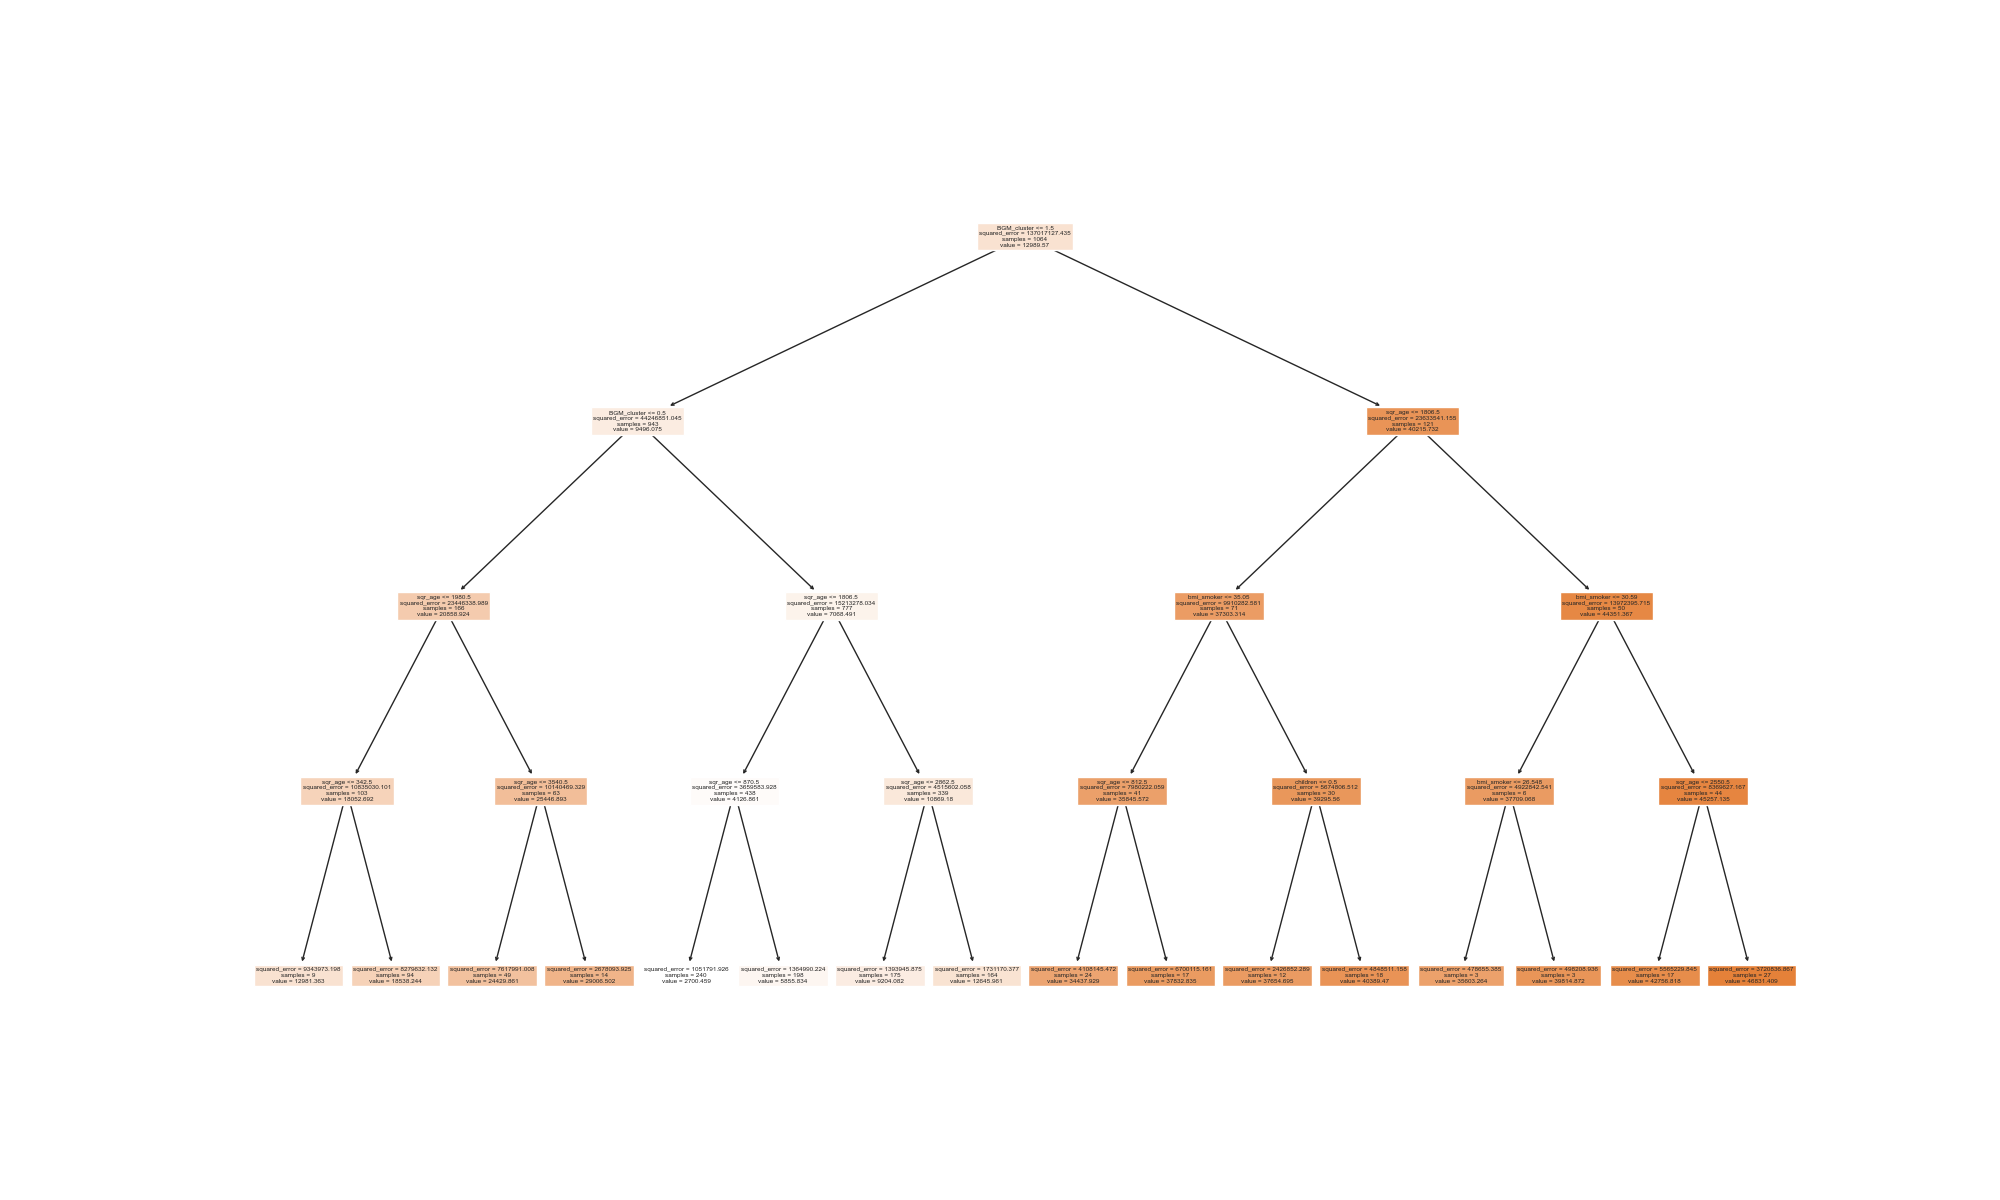 BGM_cluster <= 1.5
squared_error = 137017127.435
samples = 1064
value = 12989.57
BGM_cluster <= 0.5
squared_error = 44246851.045
samples = 943
value = 9496.075
sqr_age <= 1806.5
squared_error = 23633541.155
samples = 121
value = 40215.732
sqr_age <= 1980.5
squared_error = 23446338.989
samples = 166
value = 20858.924
sqr_age <= 1806.5
squared_error = 15213278.034
samples = 777
value = 7068.491
bmi_smoker <= 35.05
squared_error = 9910282.581
samples = 71
value = 37303.314
bmi_smoker <= 30.59
squared_error = 13972395.715
samples = 50
value = 44351.367
sqr_age <= 342.5
squared_error = 10835030.101
samples = 103
value = 18052.692
sqr_age <= 3540.5
squared_error = 10140469.329
samples = 63
value = 25446.893
sqr_age <= 870.5
squared_error = 3659583.928
samples = 438
value = 4126.861
sqr_age <= 2862.5
squared_error = 4515602.058
samples = 339
value = 10869.18
sqr_age <= 812.5
squared_error = 7980222.059
samples = 41
value = 35845.572
children <= 0.5
squared_error = 5674806.512
samples = 30
value = 39295.56
bmi_smoker <= 26.548
squared_error = 4922842.541
samples = 6
value = 37709.068
sqr_age <= 2550.5
squared_error = 8369627.167
samples = 44
value = 45257.135
squared_error = 9343973.198
samples = 9
value = 12981.363
squared_error = 8279632.132
samples = 94
value = 18538.244
squared_error = 7617991.008
samples = 49
value = 24429.861
squared_error = 2678093.925
samples = 14
value = 29006.502
squared_error = 1051791.926
samples = 240
value = 2700.459
squared_error = 1364990.224
samples = 198
value = 5855.834
squared_error = 1393945.875
samples = 175
value = 9204.082
squared_error = 1731170.377
samples = 164
value = 12645.961
squared_error = 4108145.472
samples = 24
value = 34437.928
squared_error = 6700115.161
samples = 17
value = 37832.835
squared_error = 2426852.289
samples = 12
value = 37654.695
squared_error = 4848511.158
samples = 18
value = 40389.47
squared_error = 478655.385
samples = 3
value = 35603.264
squared_error = 498208.936
samples = 3
value = 39814.872
squared_error = 5565229.845
samples = 17
value = 42756.818
squared_error = 3720836.867
samples = 27
value = 46831.409